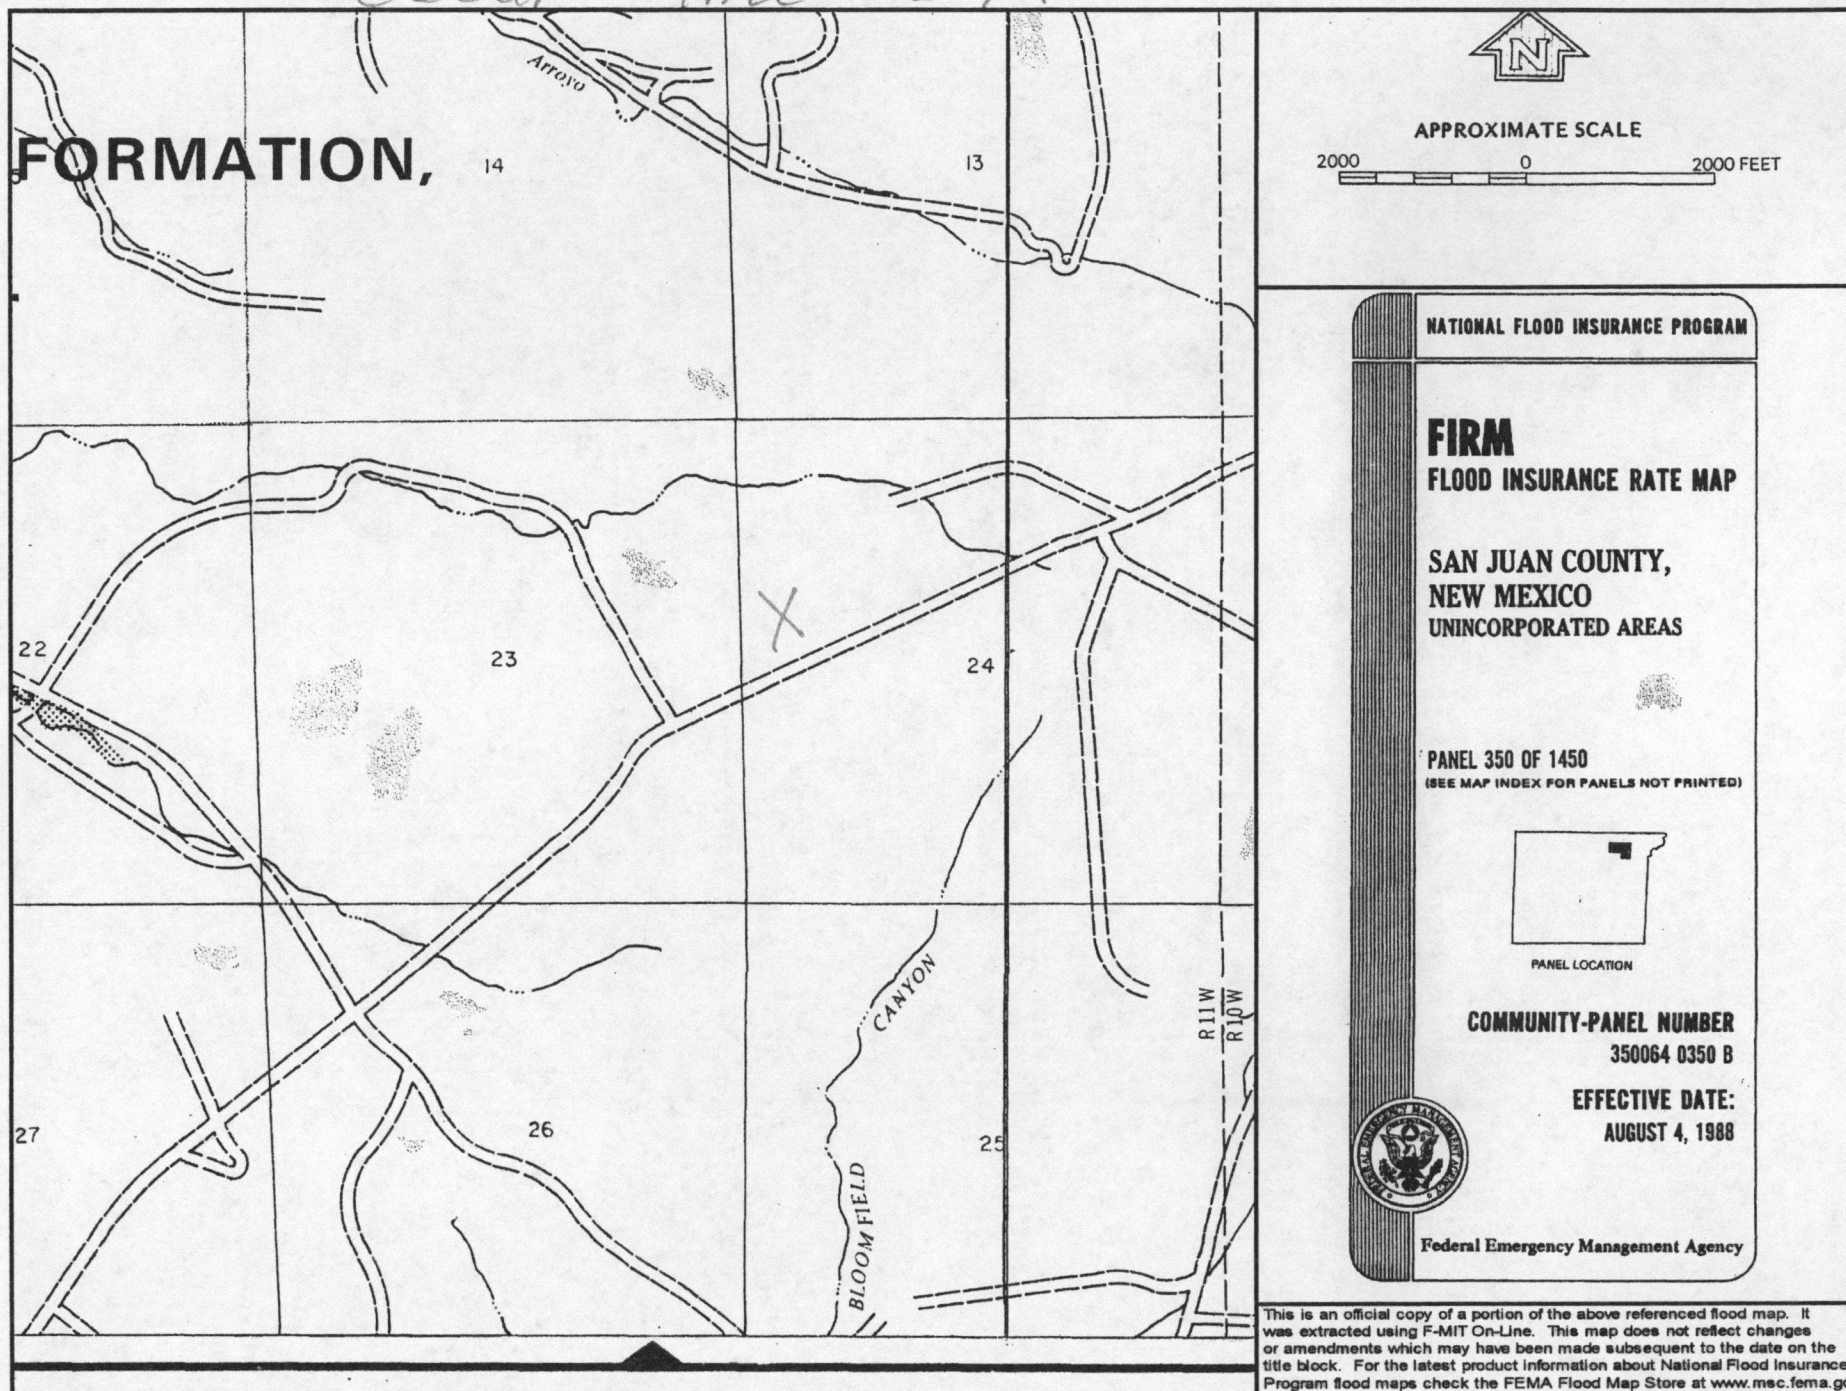 Arroyo
FORMATION,
14
13
22
23
24
CANYON
R11W
R10W
27
26
25
BLOOMFIELD
X
N
APPROXIMATE SCALE
2000 0 2000 FEET
NATIONAL FLOOD INSURANCE PROGRAM
FIRM
FLOOD INSURANCE RATE MAP
SAN JUAN COUNTY,
NEW MEXICO
UNINCORPORATED AREAS
PANEL 350 OF 1450
(SEE MAP INDEX FOR PANELS NOT PRINTED)
PANEL LOCATION
COMMUNITY-PANEL NUMBER
350064 0350 B
EFFECTIVE DATE:
AUGUST 4, 1988
FEDERAL EMERGENCY MANAGEMENT AGENCY
Federal Emergency Management Agency
This is an official copy of a portion of the above referenced flood map. It
was extracted using F-MIT On-Line. This map does not reflect changes
or amendments which may have been made subsequent to the date on the
title block. For the latest product information about National Flood Insurance
Program flood maps check the FEMA Flood Map Store at www.msc.fema.go